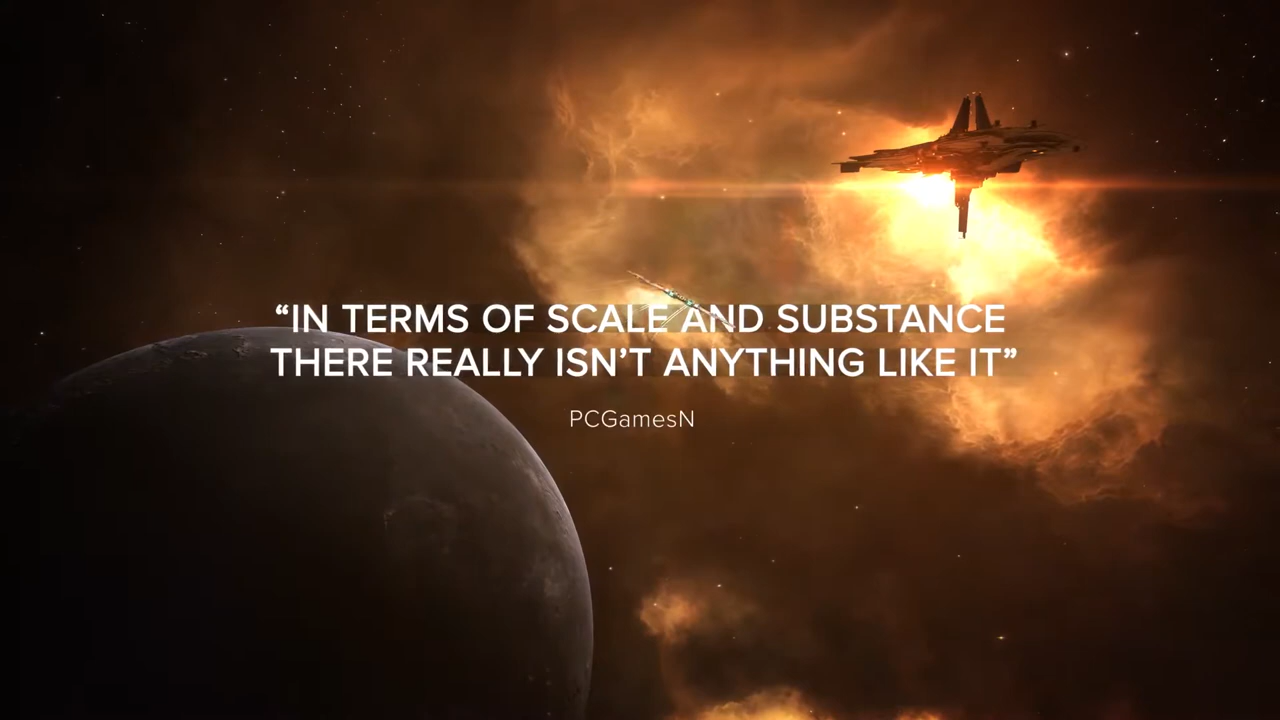 “IN TERMS OF SCALE AND SUBSTANCE
THERE REALLY ISN’T ANYTHING LIKE IT”
PCGamesN